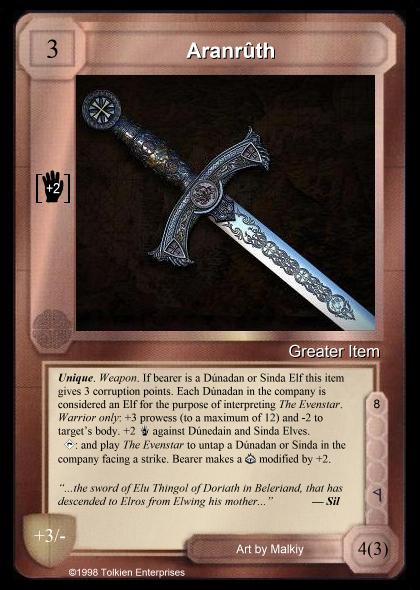 3
Aranrûth
[+2]
Greater Item
Unique. Weapon. If bearer is a Dúnadan or Sinda Elf this item
gives 3 corruption points. Each Dúnadan in the company is
considered an Elf for the purpose of interpreting The Evenstar.
Warrior only: +3 prowess (to a maximum of 12) and -2 to
target's body. +2 against Dúnedain and Sinda Elves.
: and play The Evenstar to untap a Dúnadan or Sinda in the
company facing a strike. Bearer makes a modified by +2.
8
"...the sword of Elu Thingol of Doriath in Beleriand, that has
descended to Elros from Elwing his mother..." — Sil
+3/-
Art by Malkiy
4(3)
©1998 Tolkien Enterprises